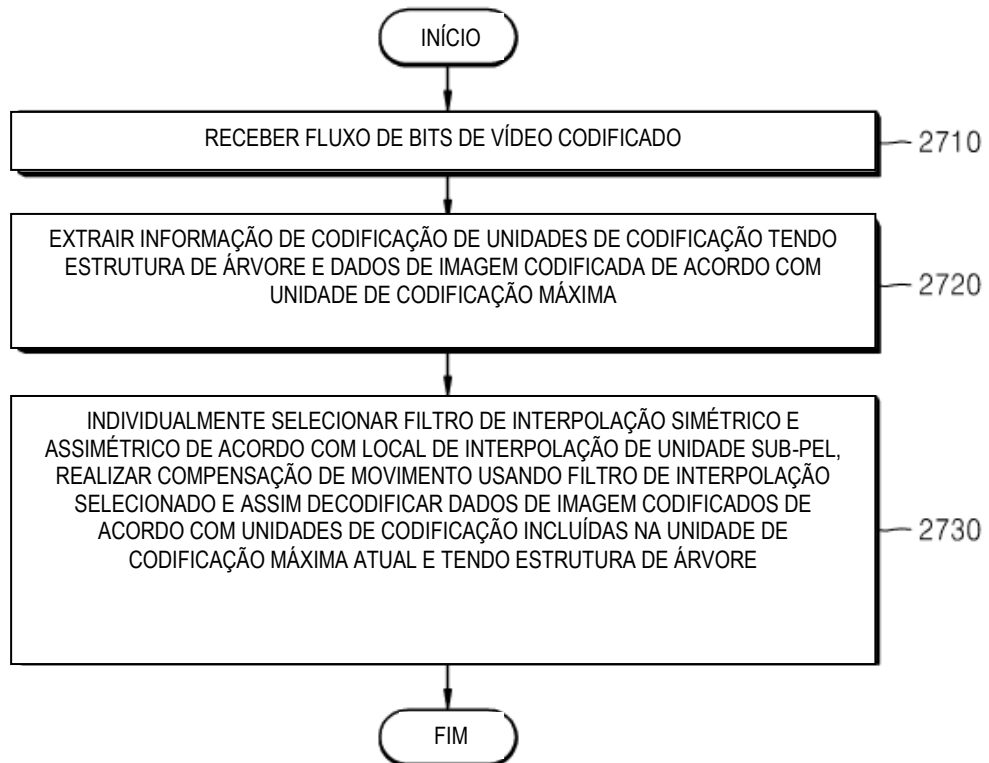 INÍCIO
RECEBER FLUXO DE BITS DE VÍDEO CODIFICADO
2710
EXTRAIR INFORMAÇÃO DE CODIFICAÇÃO DE UNIDADES DE CODIFICAÇÃO TENDO
ESTRUTURA DE ÁRVORE E DADOS DE IMAGEM CODIFICADA DE ACORDO COM
UNIDADE DE CODIFICAÇÃO MÁXIMA
2720
INDIVIDUALMENTE SELECIONAR FILTRO DE INTERPOLAÇÃO SIMÉTRICO E
ASSIMÉTRICO DE ACORDO COM LOCAL DE INTERPOLAÇÃO DE UNIDADE SUB-PEL,
REALIZAR COMPENSAÇÃO DE MOVIMENTO USANDO FILTRO DE INTERPOLAÇÃO
SELECIONADO E ASSIM DECODIFICAR DADOS DE IMAGEM CODIFICADOS DE
ACORDO COM UNIDADES DE CODIFICAÇÃO INCLUÍDAS NA UNIDADE DE
CODIFICAÇÃO MÁXIMA ATUAL E TENDO ESTRUTURA DE ÁRVORE
2730
FIM